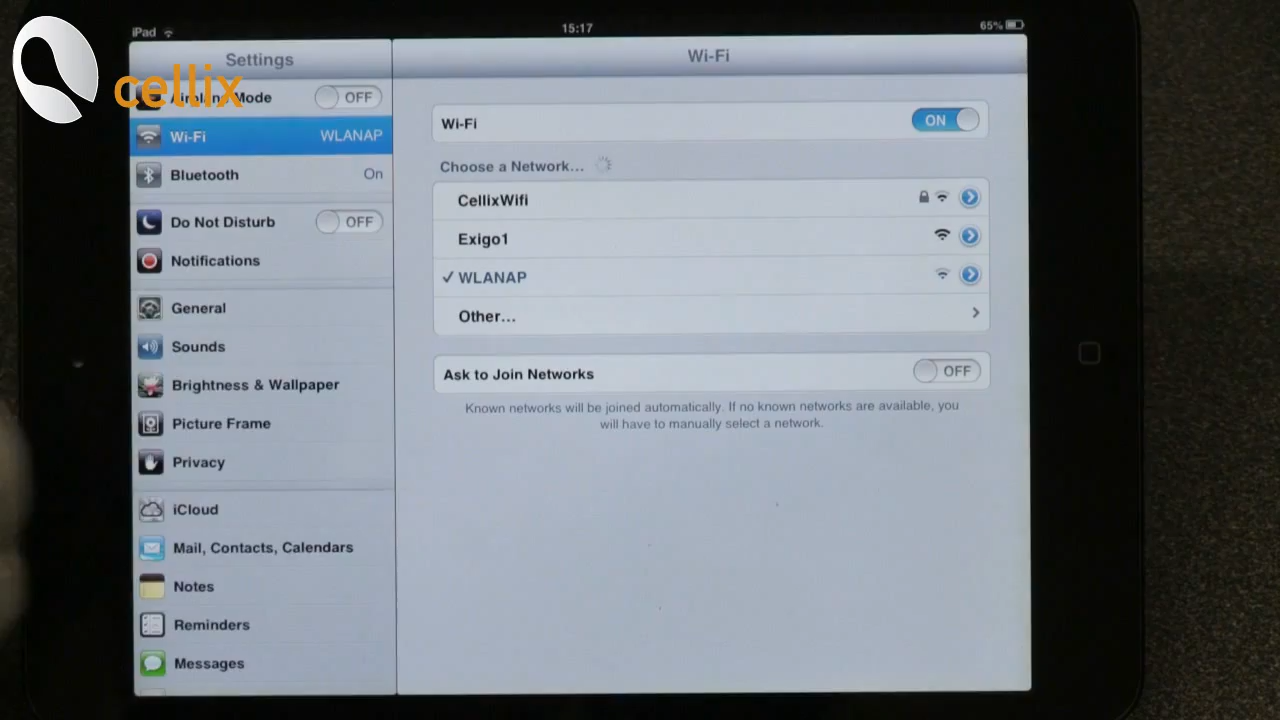 cellix
iPad 15:17 65%
Settings
Airplane Mode OFF
Wi-Fi WLANAP
Bluetooth On
Do Not Disturb OFF
Notifications
General
Sounds
Brightness & Wallpaper
Picture Frame
Privacy
iCloud
Mail, Contacts, Calendars
Notes
Reminders
Messages
Wi-Fi
Wi-Fi ON
Choose a Network...
CellixWifi
Exigo1
✓ WLANAP
Other...
Ask to Join Networks OFF
Known networks will be joined automatically. If no known networks are available, you
will have to manually select a network.